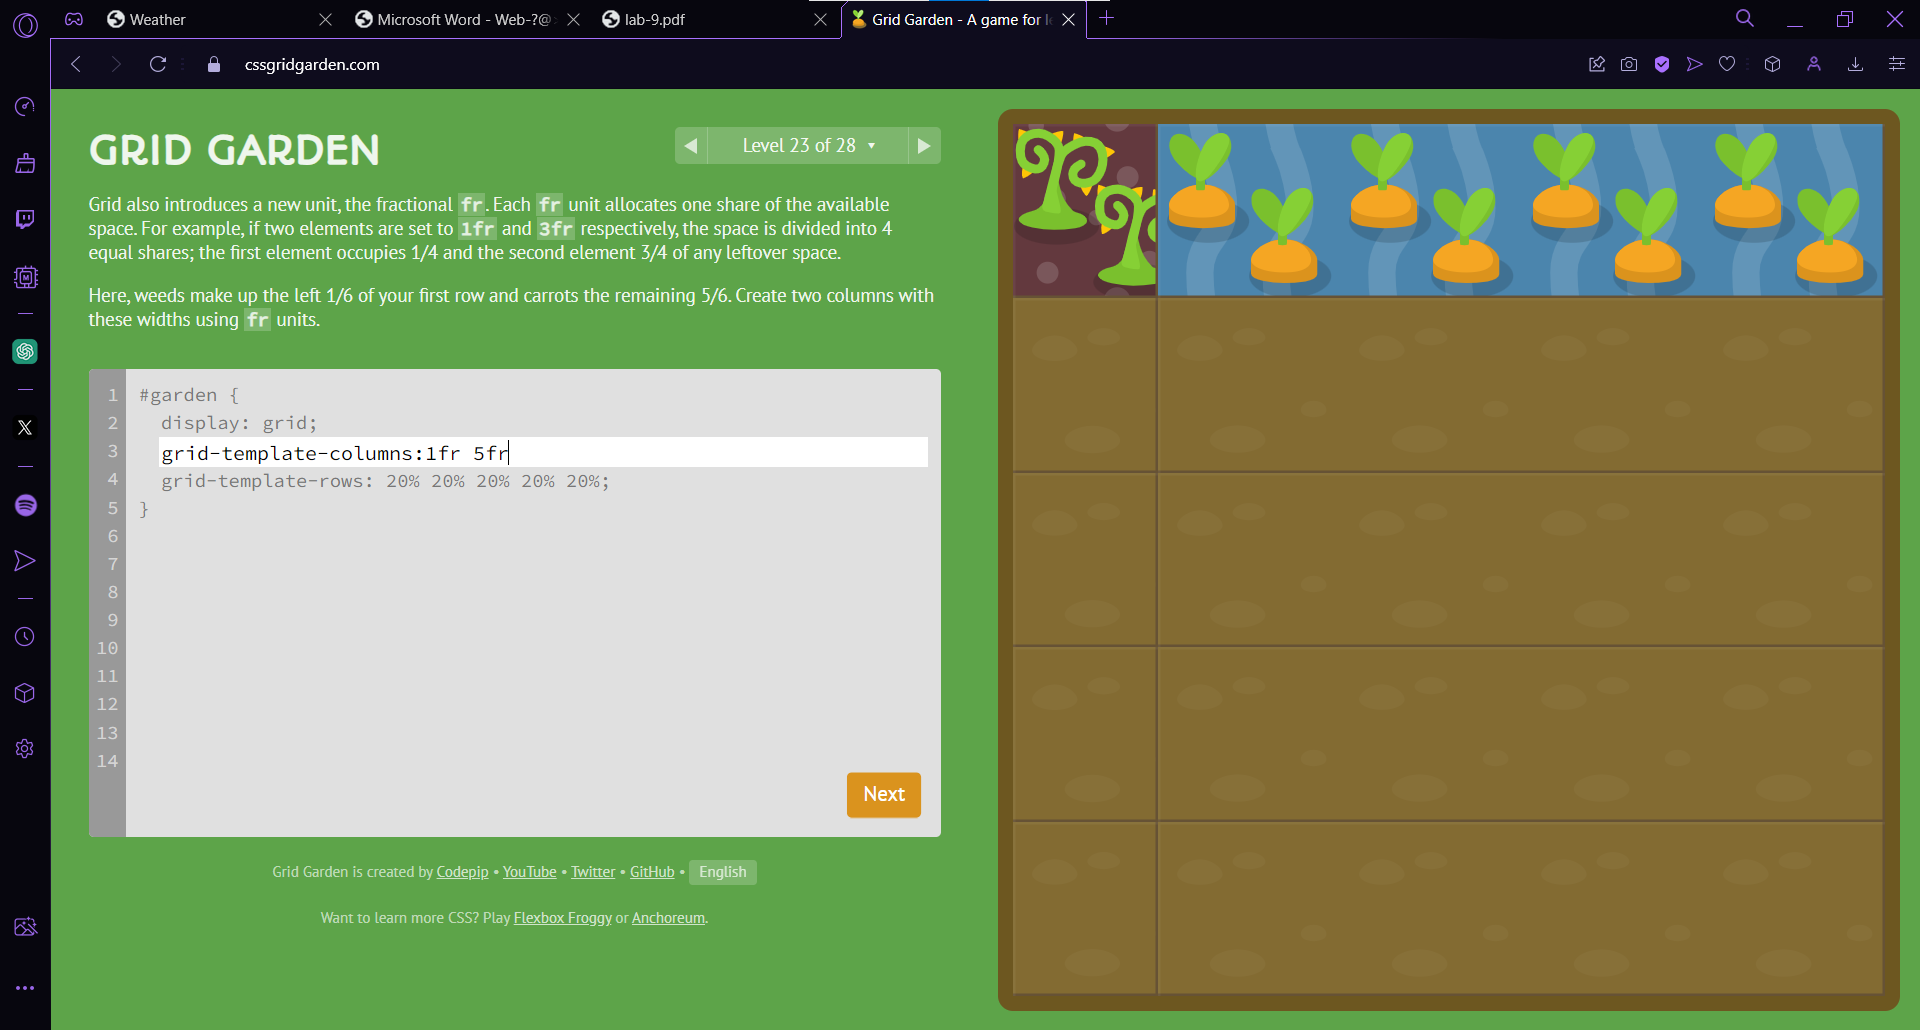 Weather
Microsoft Word - Web-?@
lab-9.pdf
Grid Garden - A game for l
cssgridgarden.com
GRID GARDEN
Level 23 of 28
Grid also introduces a new unit, the fractional fr. Each fr unit allocates one share of the available
space. For example, if two elements are set to 1fr and 3fr respectively, the space is divided into 4
equal shares; the first element occupies 1/4 and the second element 3/4 of any leftover space.
Here, weeds make up the left 1/6 of your first row and carrots the remaining 5/6. Create two columns with
these widths using fr units.
1 #garden {
2 display: grid;
3 grid-template-columns:1fr 5fr
4 grid-template-rows: 20% 20% 20% 20% 20%;
5 }
6
7
8
9
10
11
12
13
14
Next
Grid Garden is created by Codepip • YouTube • Twitter • GitHub • English
Want to learn more CSS? Play Flexbox Froggy or Anchoreum.